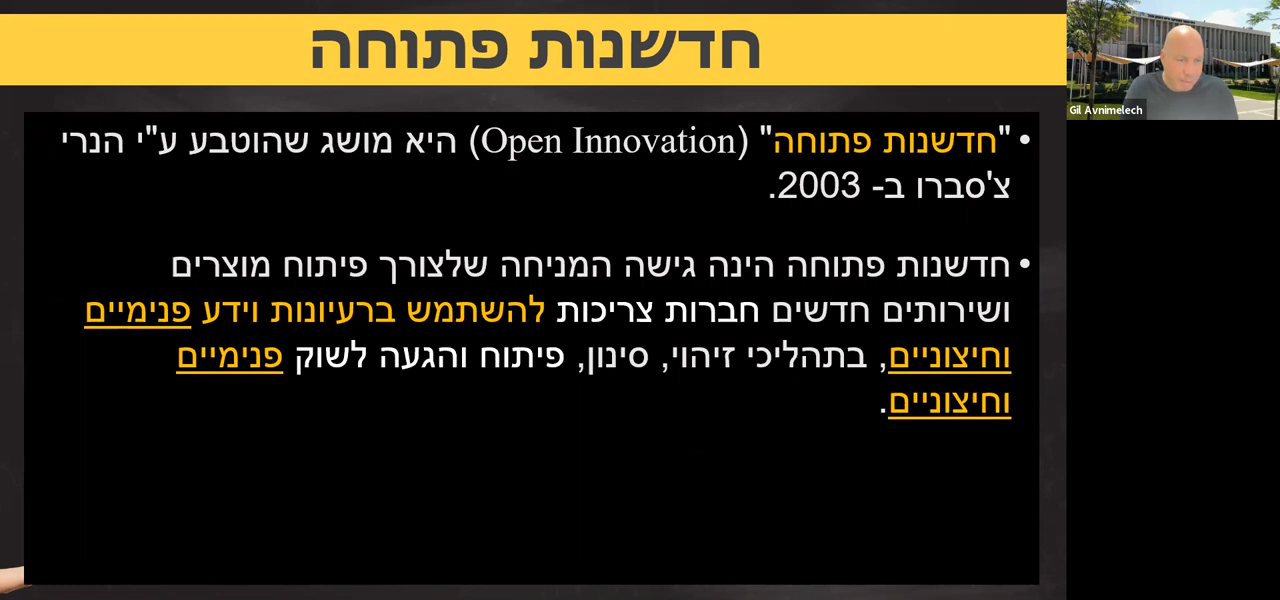 חדשנות פתוחה
• "חדשנות פתוחה" (Open Innovation) היא מושג שהוטבע ע"י הנרי
צ'סברו ב- 2003.
• חדשנות פתוחה הינה גישה המניחה שלצורך פיתוח מוצרים
ושירותים חדשים חברות צריכות להשתמש ברעיונות וידע פנימיים
וחיצוניים, בתהליכי זיהוי, סינון, פיתוח והגעה לשוק פנימיים
וחיצוניים.
Gil Avnimelech